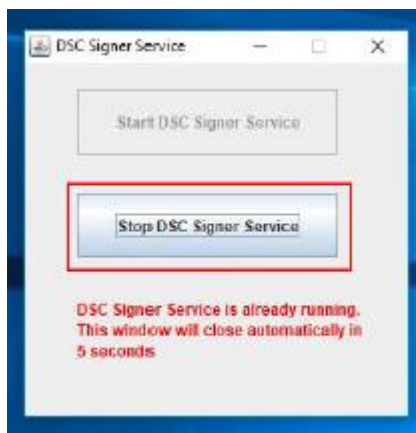 DSC Signer Service
Start DSC Signer Service
Stop DSC Signer Service
DSC Signer Service is already running.
This window will close automatically in
5 seconds